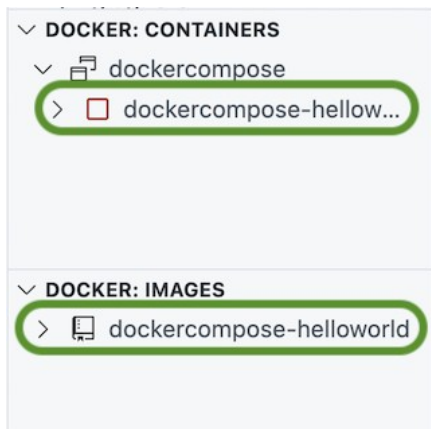 DOCKER: CONTAINERS
dockercompose
dockercompose-hellow...
DOCKER: IMAGES
dockercompose-helloworld